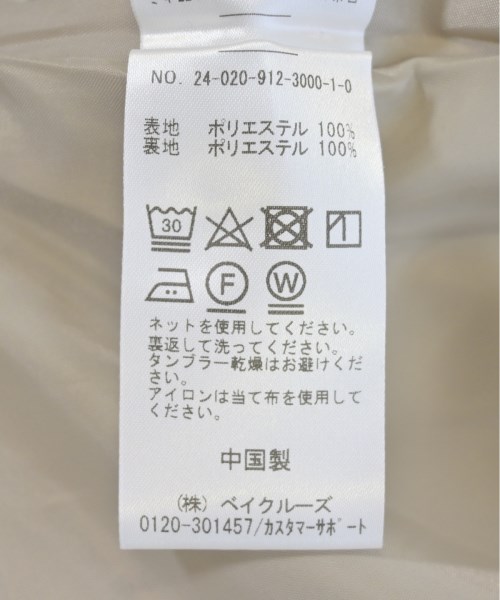 NO. 24-020-912-3000-1-0
表地 ポリエステル 100%
裏地 ポリエステル 100%
30
F W
ネットを使用してください。
裏返して洗ってください。
タンブラー乾燥はお避けくだ
さい。
アイロンは当て布を使用して
ください。
中国製
(株) ベイクルーズ
0120-301457/カスタマーサポート